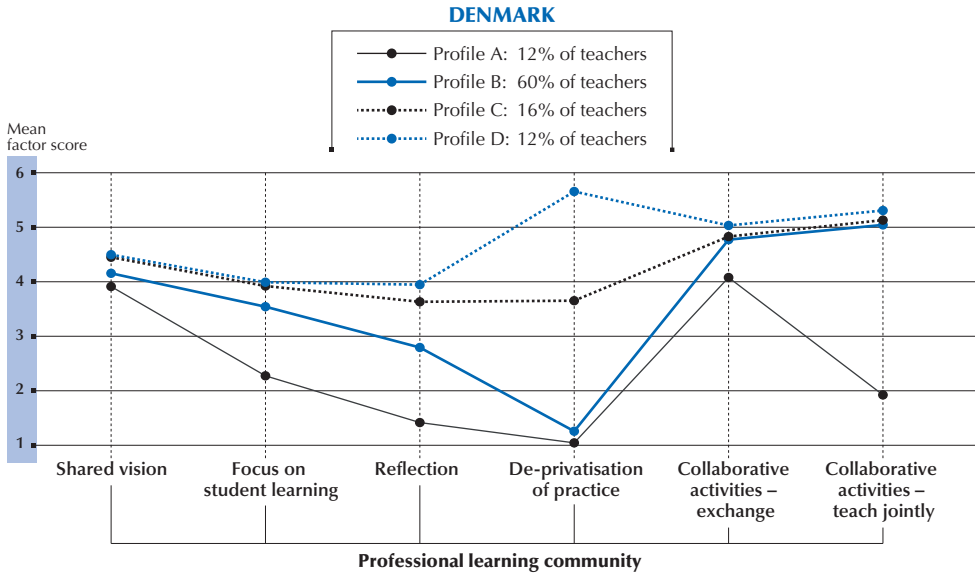 DENMARK
Profile A: 12% of teachers
Profile B: 60% of teachers
Profile C: 16% of teachers
Profile D: 12% of teachers
Mean
factor score
6
5
4
3
2
1
Shared vision
Focus on
student learning
Reflection
De-privatisation
of practice
Collaborative
activities –
exchange
Collaborative
activities –
teach jointly
Professional learning community